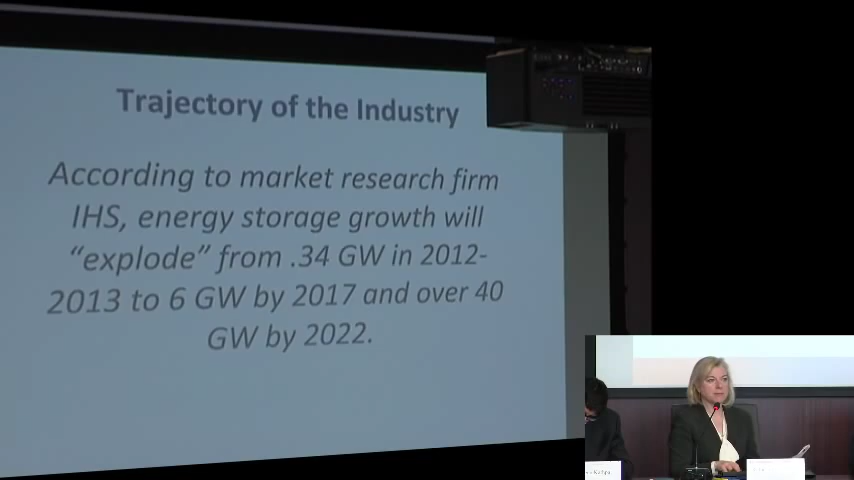 Trajectory of the Industry
According to market research firm
IHS, energy storage growth will
“explode” from .34 GW in 2012-
2013 to 6 GW by 2017 and over 40
GW by 2022.